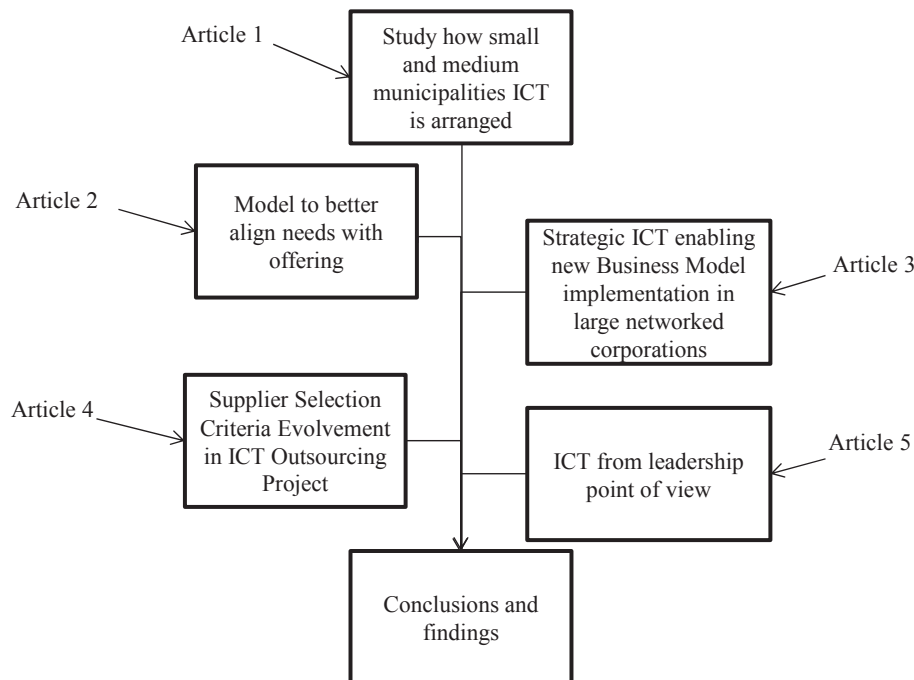 Article 1
Study how small
and medium
municipalities ICT
is arranged
Article 2
Model to better
align needs with
offering
Strategic ICT enabling
new Business Model
implementation in
large networked
corporations
Article 3
Article 4
Supplier Selection
Criteria Evolvement
in ICT Outsourcing
Project
ICT from leadership
point of view
Article 5
Conclusions and
findings